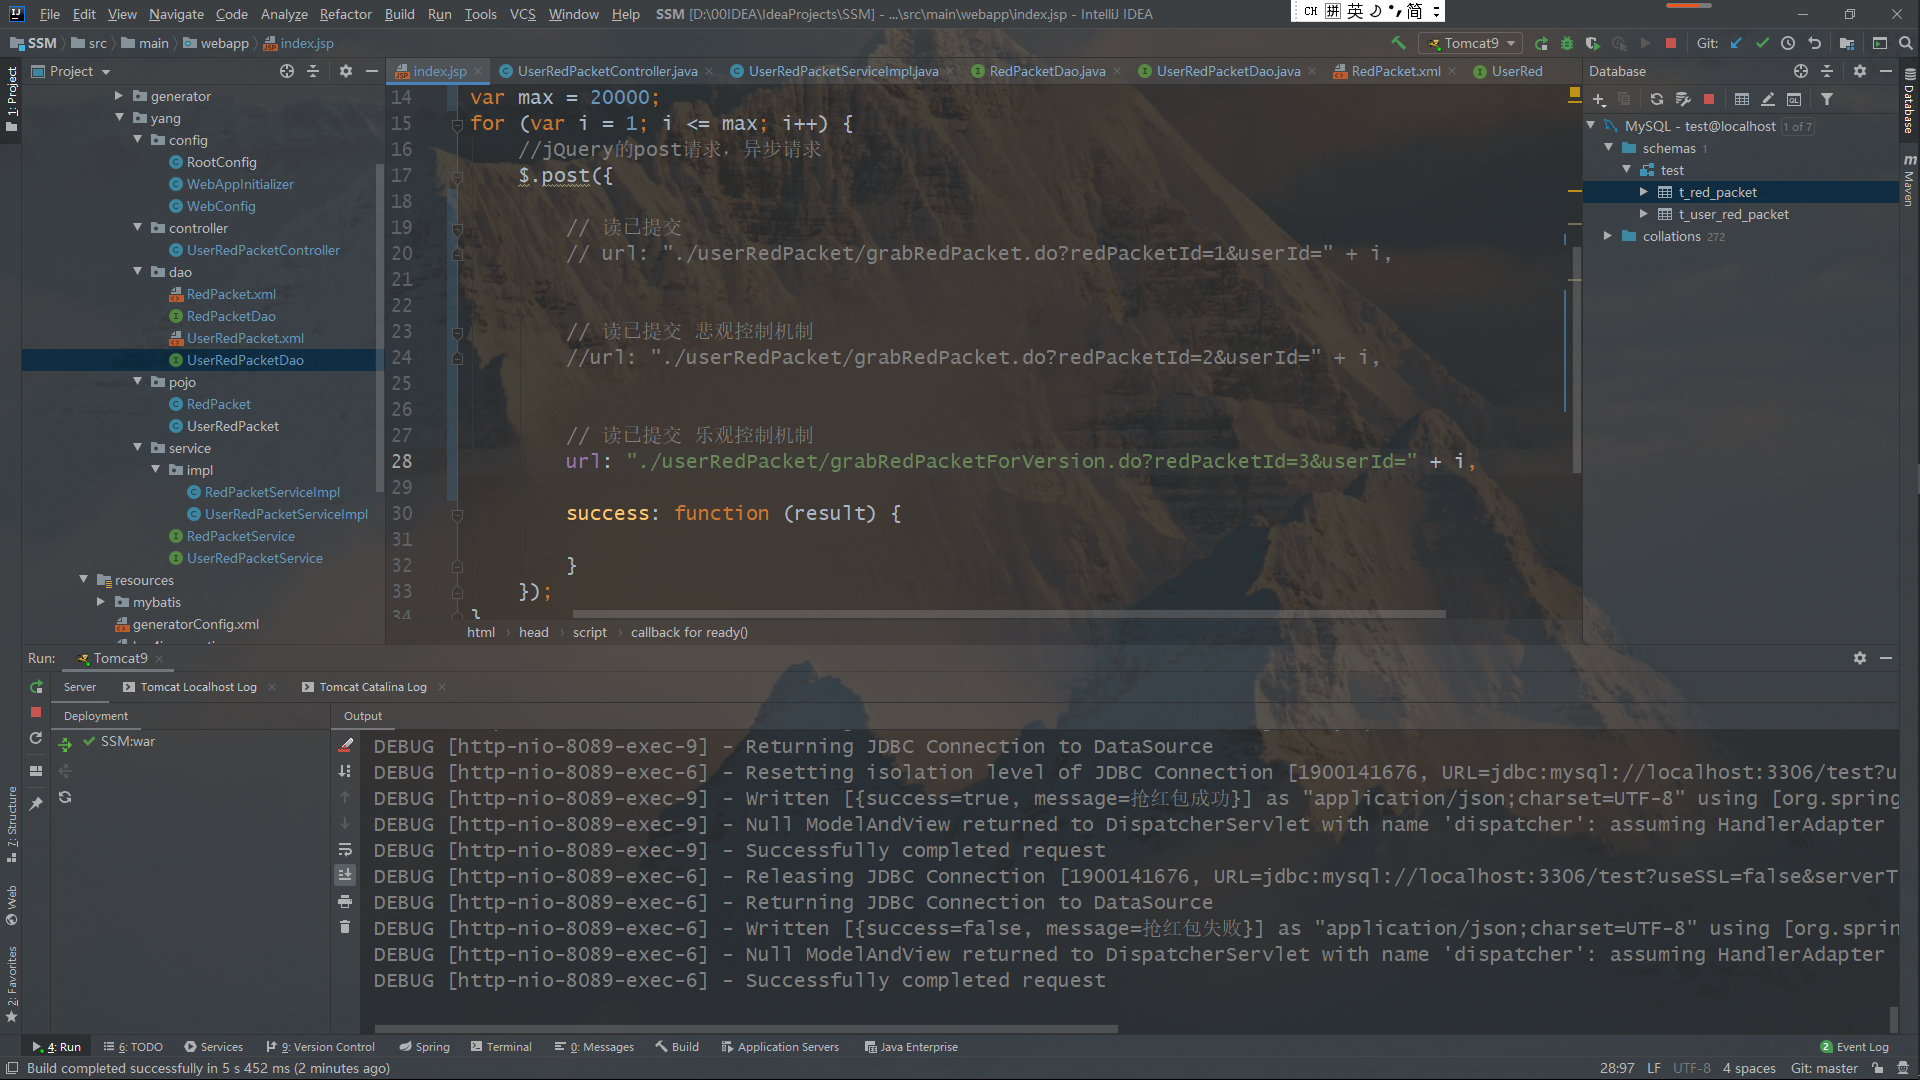 File Edit View Navigate Code Analyze Refactor Build Run Tools VCS Window Help SSM [D:\00IDEA\IdeaProjects\SSM] - ...\src\main\webapp\index.jsp - IntelliJ IDEA
CH 拼 英 简
SSM src main webapp index.jsp
Tomcat9 Git:
1: Project
Project
index.jsp UserRedPacketController.java UserRedPacketServiceImpl.java RedPacketDao.java UserRedPacketDao.java RedPacket.xml UserRed
generator
yang
config
RootConfig
WebAppInitializer
WebConfig
controller
UserRedPacketController
dao
RedPacket.xml
RedPacketDao
UserRedPacket.xml
UserRedPacketDao
pojo
RedPacket
UserRedPacket
service
impl
RedPacketServiceImpl
UserRedPacketServiceImpl
RedPacketService
UserRedPacketService
resources
mybatis
generatorConfig.xml
14 var max = 20000;
15 for (var i = 1; i <= max; i++) {
16 //jQuery的post请求，异步请求
17 $.post({
18
19 // 读已提交
20 // url: "./userRedPacket/grabRedPacket.do?redPacketId=1&userId=" + i,
21
22
23 // 读已提交 悲观控制机制
24 //url: "./userRedPacket/grabRedPacket.do?redPacketId=2&userId=" + i,
25
26
27 // 读已提交 乐观控制机制
28 url: "./userRedPacket/grabRedPacketForVersion.do?redPacketId=3&userId=" + i,
29
30 success: function (result) {
31
32 }
33 });
34 }
html head script callback for ready()
Database
MySQL - test@localhost 1 of 7
schemas 1
test
t_red_packet
t_user_red_packet
collations 272
Database
Maven
Run: Tomcat9
Server Tomcat Localhost Log Tomcat Catalina Log
Deployment Output
SSM:war
DEBUG [http-nio-8089-exec-9] - Returning JDBC Connection to DataSource
DEBUG [http-nio-8089-exec-6] - Resetting isolation level of JDBC Connection [1900141676, URL=jdbc:mysql://localhost:3306/test?u
DEBUG [http-nio-8089-exec-9] - Written [{success=true, message=抢红包成功}] as "application/json;charset=UTF-8" using [org.spring
DEBUG [http-nio-8089-exec-9] - Null ModelAndView returned to DispatcherServlet with name 'dispatcher': assuming HandlerAdapter
DEBUG [http-nio-8089-exec-9] - Successfully completed request
DEBUG [http-nio-8089-exec-6] - Releasing JDBC Connection [1900141676, URL=jdbc:mysql://localhost:3306/test?useSSL=false&serverT
DEBUG [http-nio-8089-exec-6] - Returning JDBC Connection to DataSource
DEBUG [http-nio-8089-exec-6] - Written [{success=false, message=抢红包失败}] as "application/json;charset=UTF-8" using [org.sprin
DEBUG [http-nio-8089-exec-6] - Null ModelAndView returned to DispatcherServlet with name 'dispatcher': assuming HandlerAdapter
DEBUG [http-nio-8089-exec-6] - Successfully completed request
7: Structure
Web
2: Favorites
4: Run 6: TODO Services 9: Version Control Spring Terminal 0: Messages Build Application Servers Java Enterprise 2 Event Log
Build completed successfully in 5 s 452 ms (2 minutes ago) 28:97 LF UTF-8 4 spaces Git: master